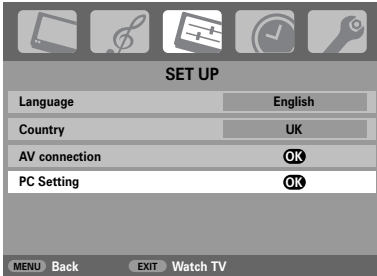 SET UP
Language English
Country UK
AV connection OK
PC Setting OK
MENU Back EXIT Watch TV